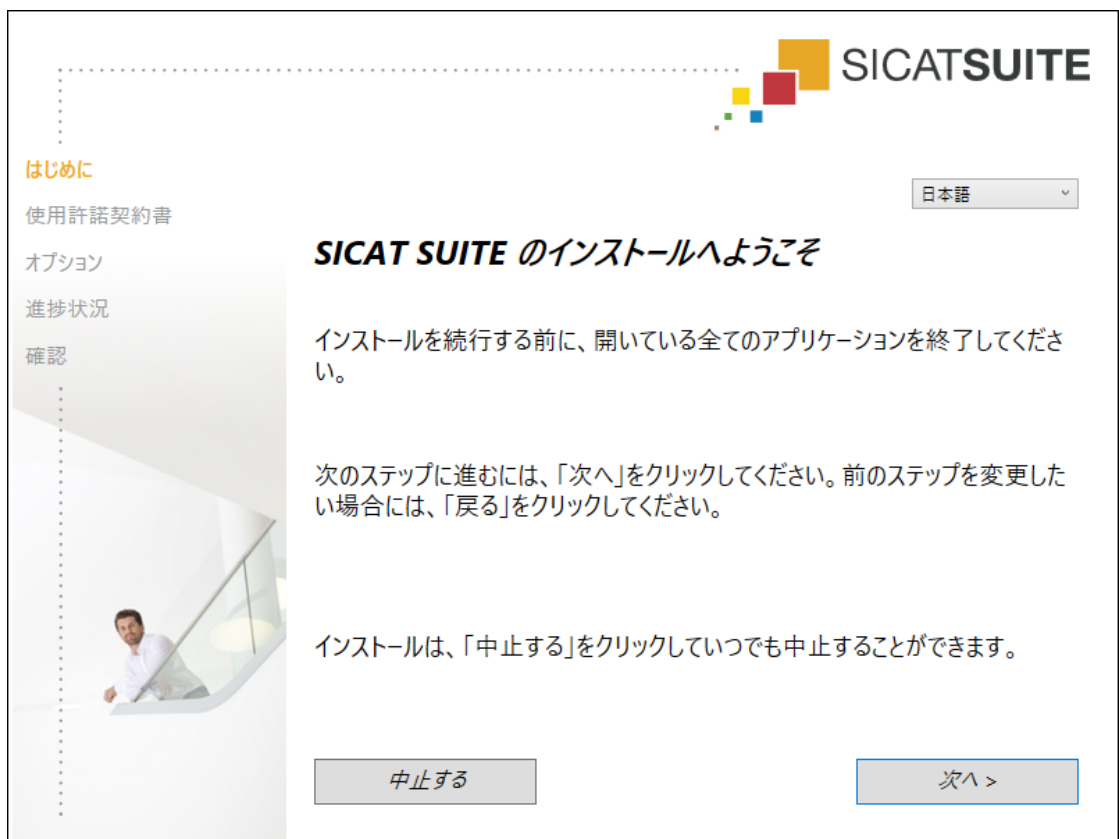 SICATSUITE
はじめに
使用許諾契約書
オプション
進捗状況
確認
日本語
SICAT SUITE のインストールへようこそ
インストールを続行する前に、開いている全てのアプリケーションを終了してくださ
い。
次のステップに進むには、「次へ」をクリックしてください。前のステップを変更した
い場合には、「戻る」をクリックしてください。
インストールは、「中止する」をクリックしていつでも中止することができます。
中止する
次へ >